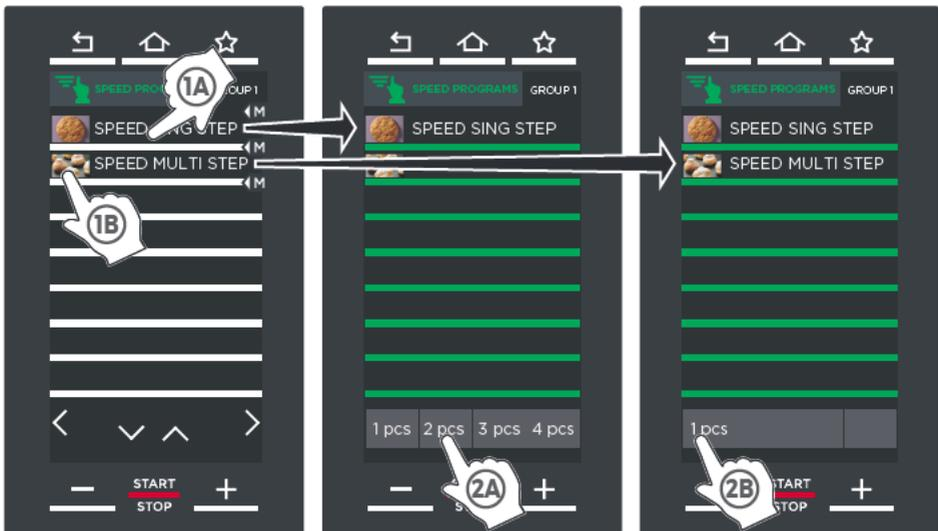 1A
SPEED PRO GROUP 1
M
SPEED SING STEP
M
SPEED MULTI STEP
M
1B
START
STOP
SPEED PROGRAMS GROUP 1
SPEED SING STEP
1 pcs 2 pcs 3 pcs 4 pcs
2A
SPEED PROGRAMS GROUP 1
SPEED SING STEP
SPEED MULTI STEP
1 pcs
2B
START
STOP